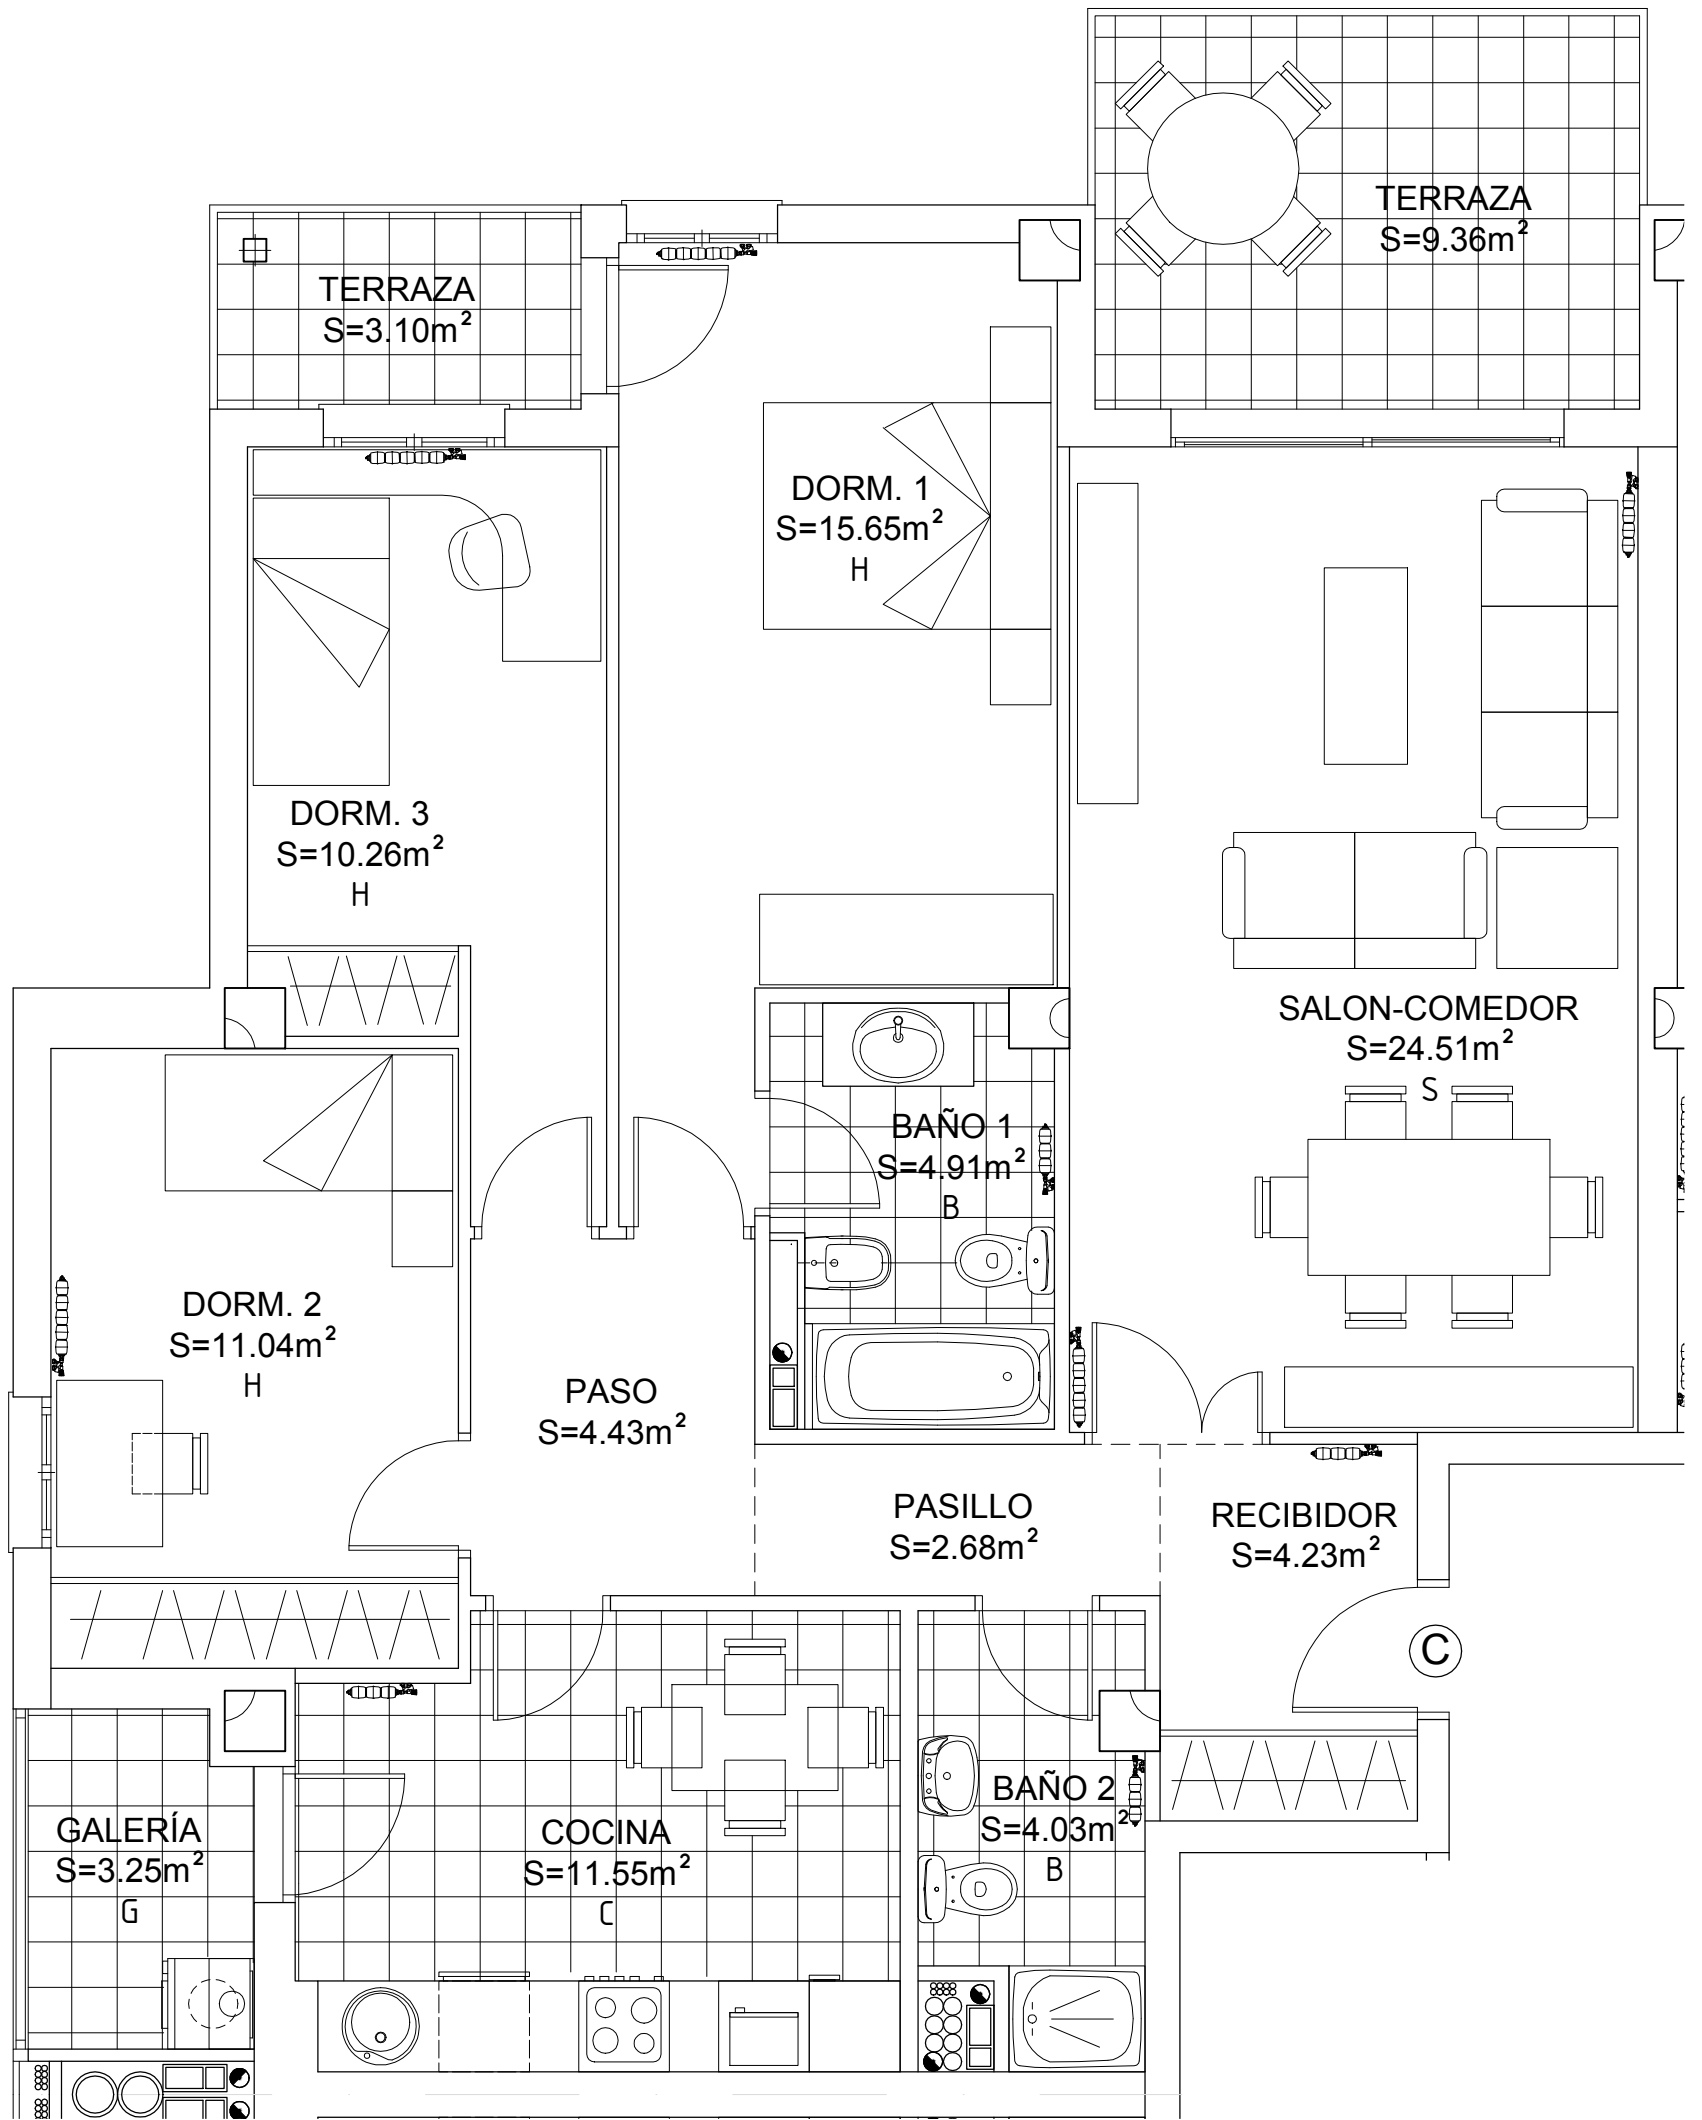 TERRAZA
S=9.36m²
TERRAZA
S=3.10m²
DORM. 1
S=15.65m²
H
DORM. 3
S=10.26m²
H
SALON-COMEDOR
S=24.51m²
S
BAÑO 1
S=4.91m²
B
DORM. 2
S=11.04m²
H
PASO
S=4.43m²
PASILLO
S=2.68m²
RECIBIDOR
S=4.23m²
C
BAÑO 2
S=4.03m²
B
GALERÍA
S=3.25m²
G
COCINA
S=11.55m²
C